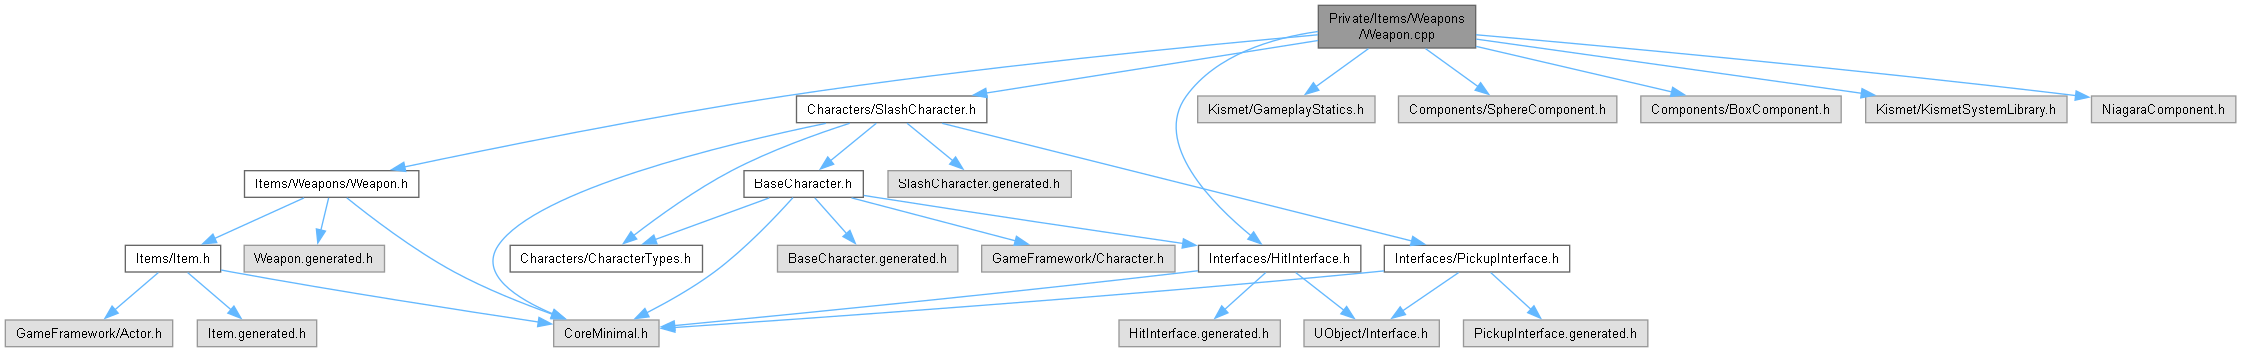 Private/Items/Weapons
/Weapon.cpp
Characters/SlashCharacter.h
Kismet/GameplayStatics.h
Components/SphereComponent.h
Components/BoxComponent.h
Kismet/KismetSystemLibrary.h
NiagaraComponent.h
Items/Weapons/Weapon.h
BaseCharacter.h
SlashCharacter.generated.h
Items/Item.h
Weapon.generated.h
Characters/CharacterTypes.h
BaseCharacter.generated.h
GameFramework/Character.h
Interfaces/HitInterface.h
Interfaces/PickupInterface.h
GameFramework/Actor.h
Item.generated.h
CoreMinimal.h
HitInterface.generated.h
UObject/Interface.h
PickupInterface.generated.h